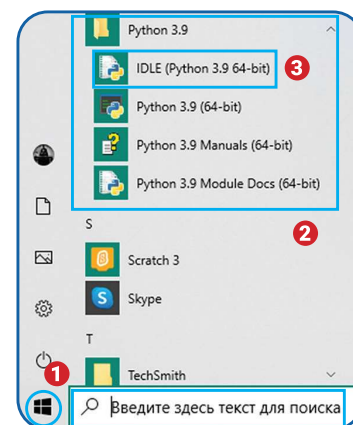 Python 3.9
IDLE (Python 3.9 64-bit)
3
Python 3.9 (64-bit)
Python 3.9 Manuals (64-bit)
Python 3.9 Module Docs (64-bit)
2
S
Scratch 3
S Skype
T
1
TechSmith
Введите здесь текст для поиска